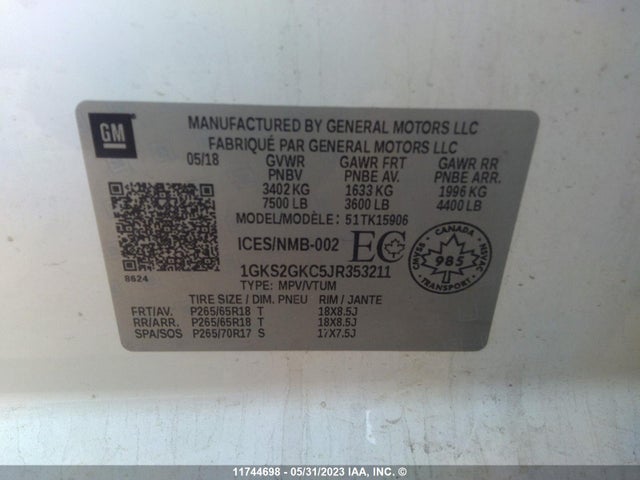 GM
MANUFACTURED BY GENERAL MOTORS LLC
FABRIQUÉ PAR GENERAL MOTORS LLC
05/18 GVWR GAWR FRT GAWR RR
PNBV PNBE AV. PNBE ARR.
3402 KG 1633 KG 1996 KG
7500 LB 3600 LB 4400 LB
MODEL/MODÈLE: 51TK15906
ICES/NMB-002 EC
CANADA
CMVSS 985 NSVAC
8624
1GKS2GKC5JR353211
TYPE: MPV/VTUM
TIRE SIZE / DIM. PNEU RIM / JANTE
FRT/AV. P265/65R18 T 18X8.5J
RR/ARR. P265/65R18 T 18X8.5J
SPA/SOS P265/70R17 S 17X7.5J
11744698 - 05/31/2023 IAA, INC. ©